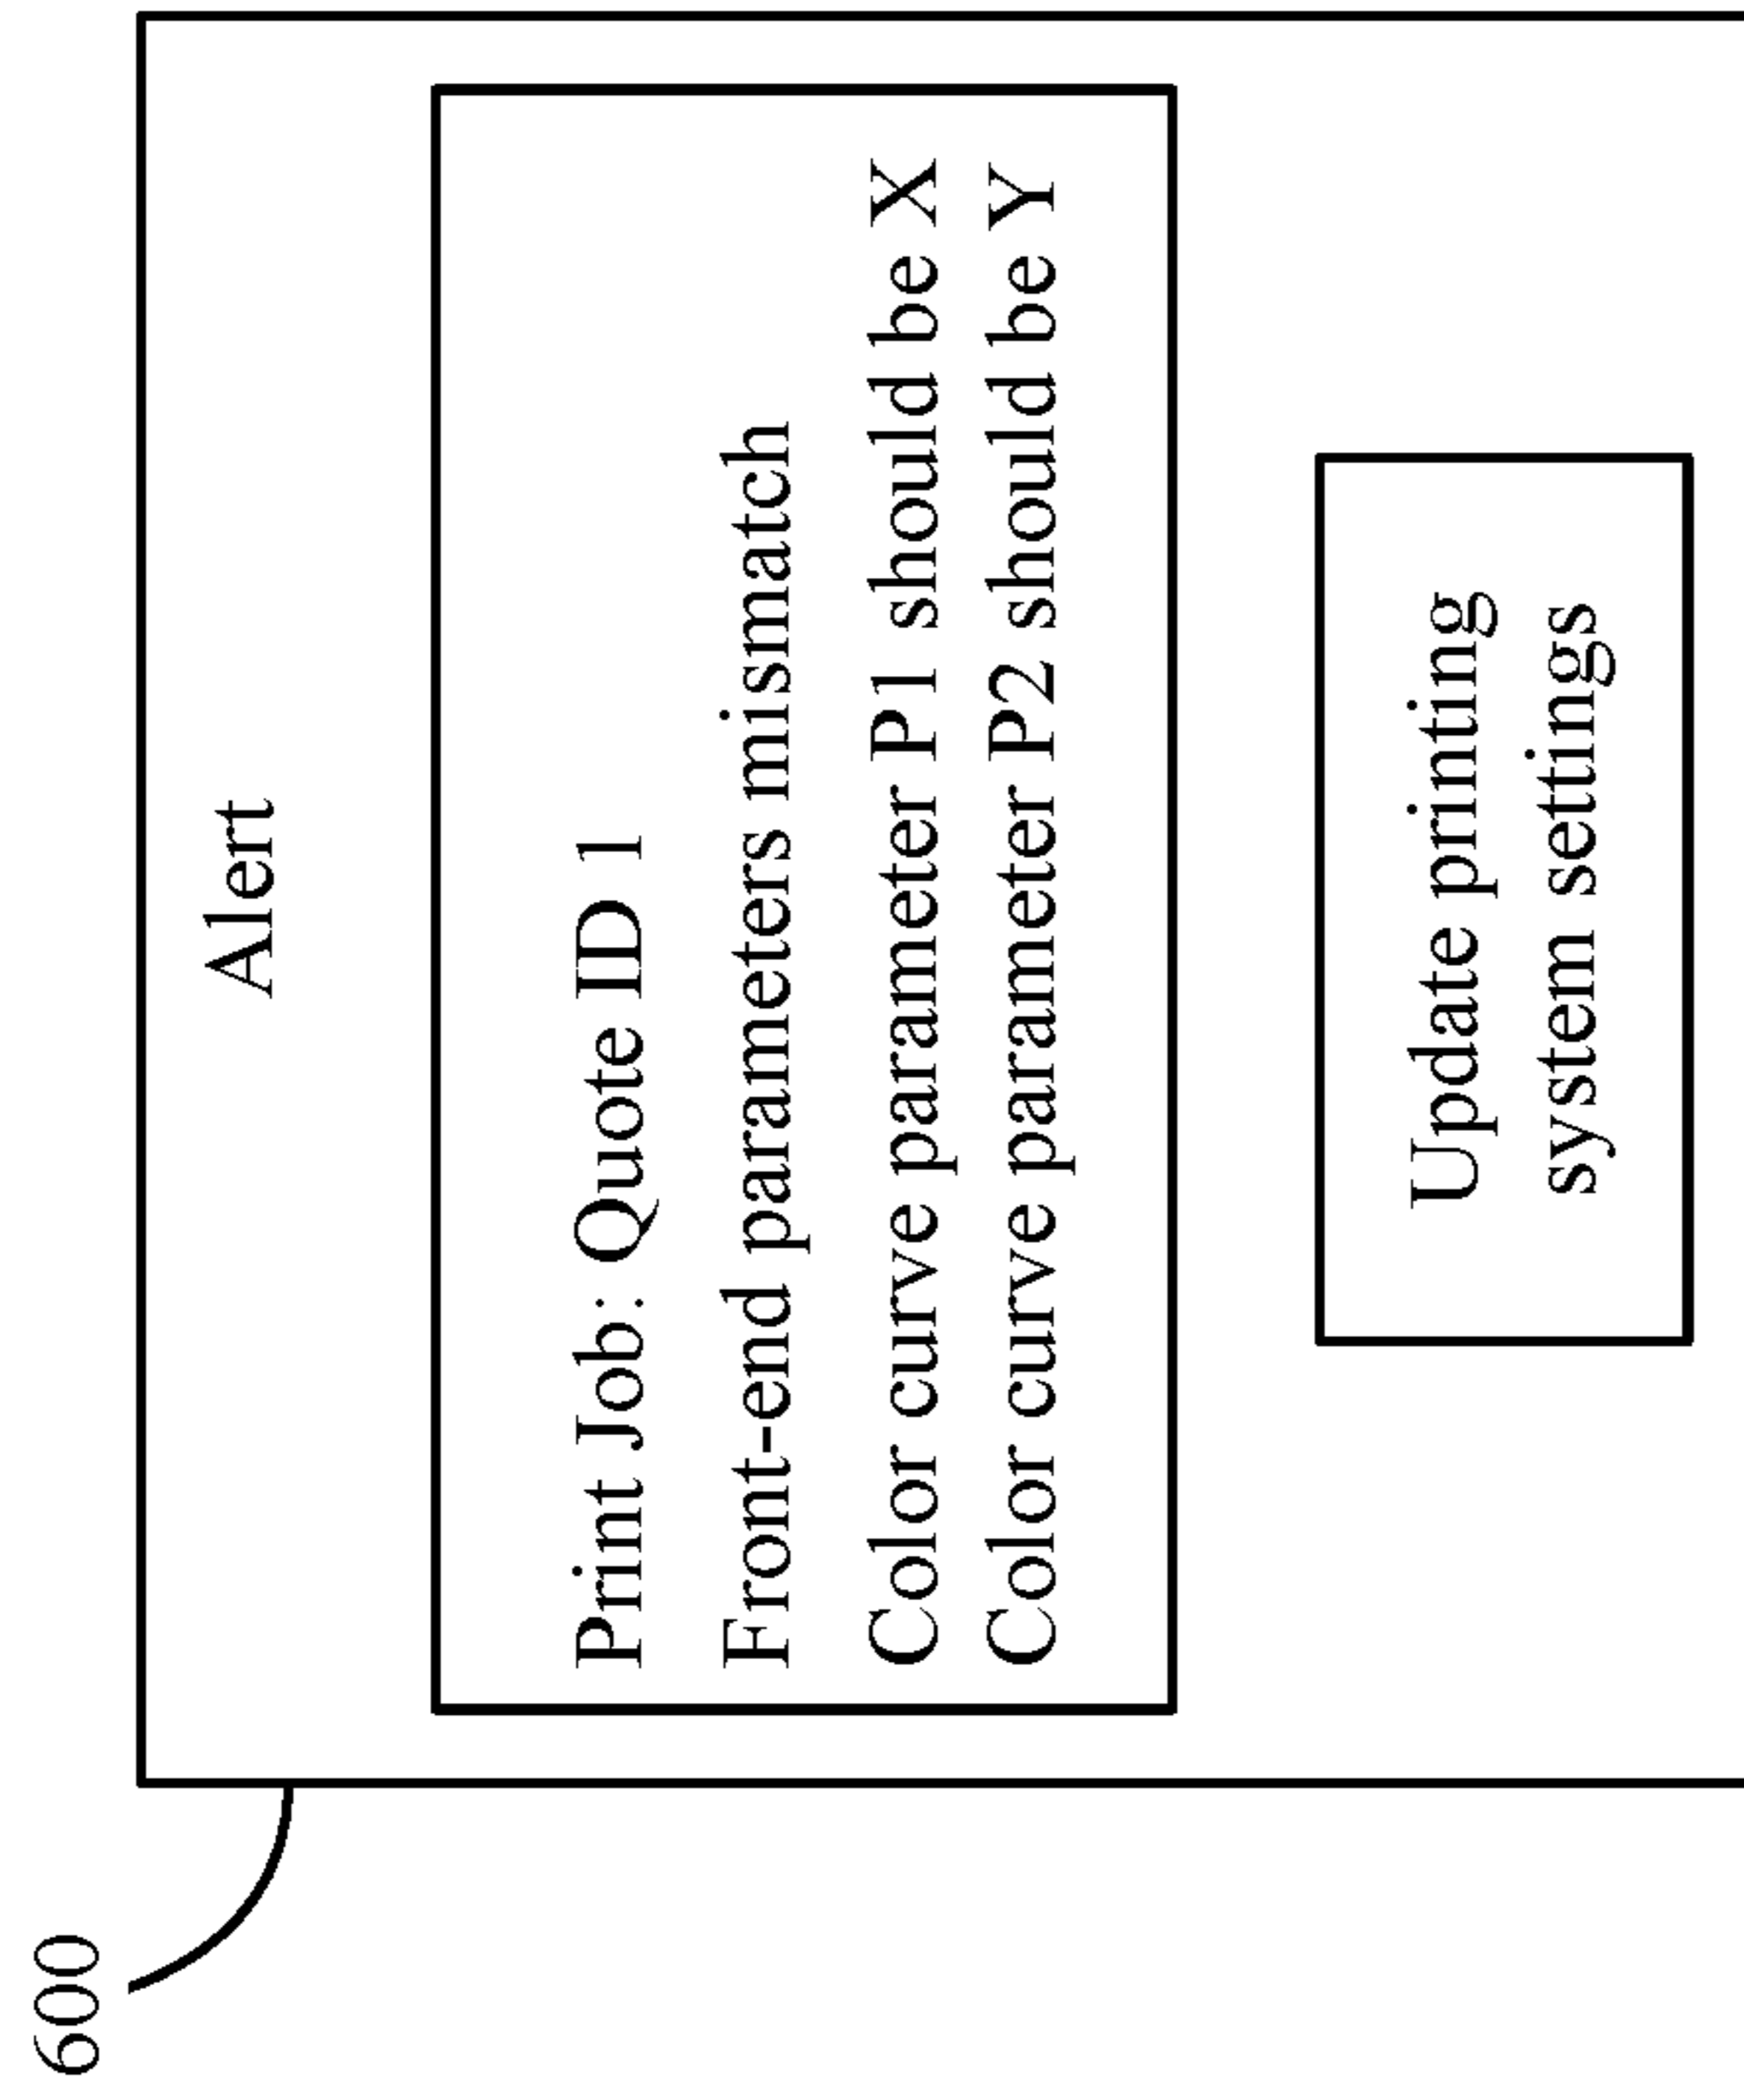 600
Alert
Print Job: Quote ID 1
Front-end parameters mismatch
Color curve parameter P1 should be X
Color curve parameter P2 should be Y
Update printing
system settings